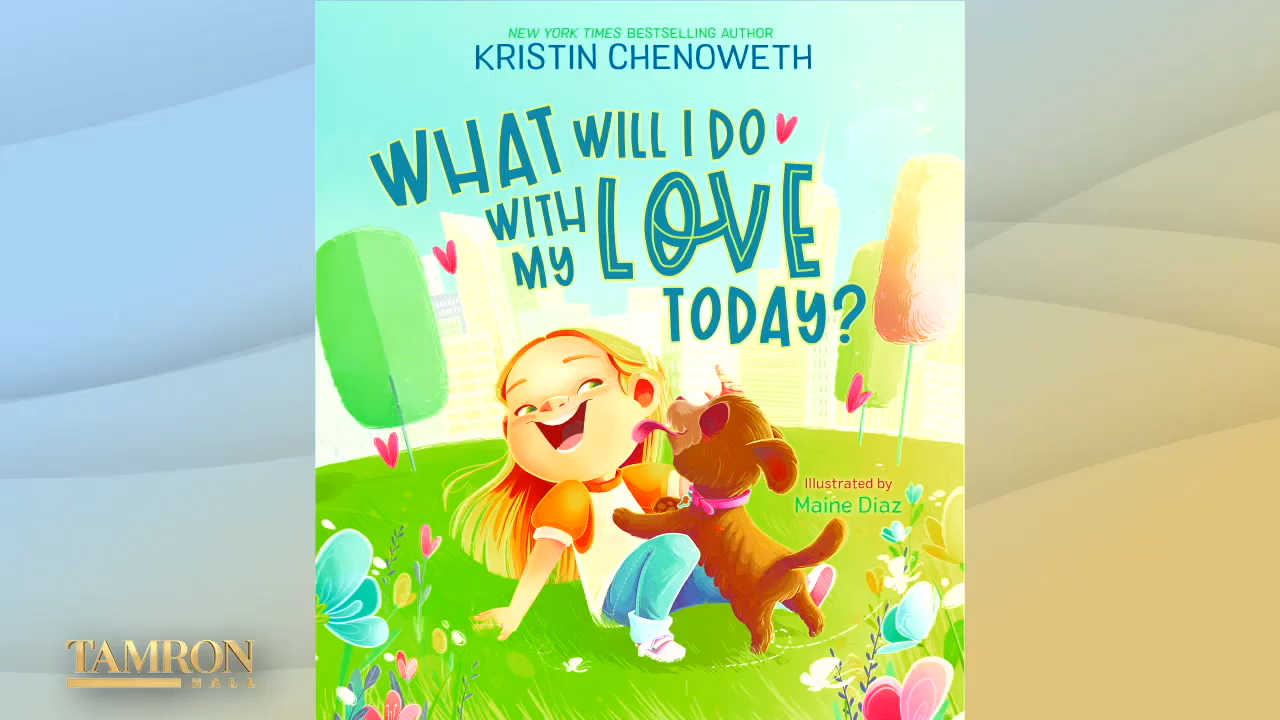 NEW YORK TIMES BESTSELLING AUTHOR
KRISTIN CHENOWETH
WHAT WILL I DO
WITH MY LOVE
TODAY?
Illustrated by
Maine Diaz
TAMRON
HALL